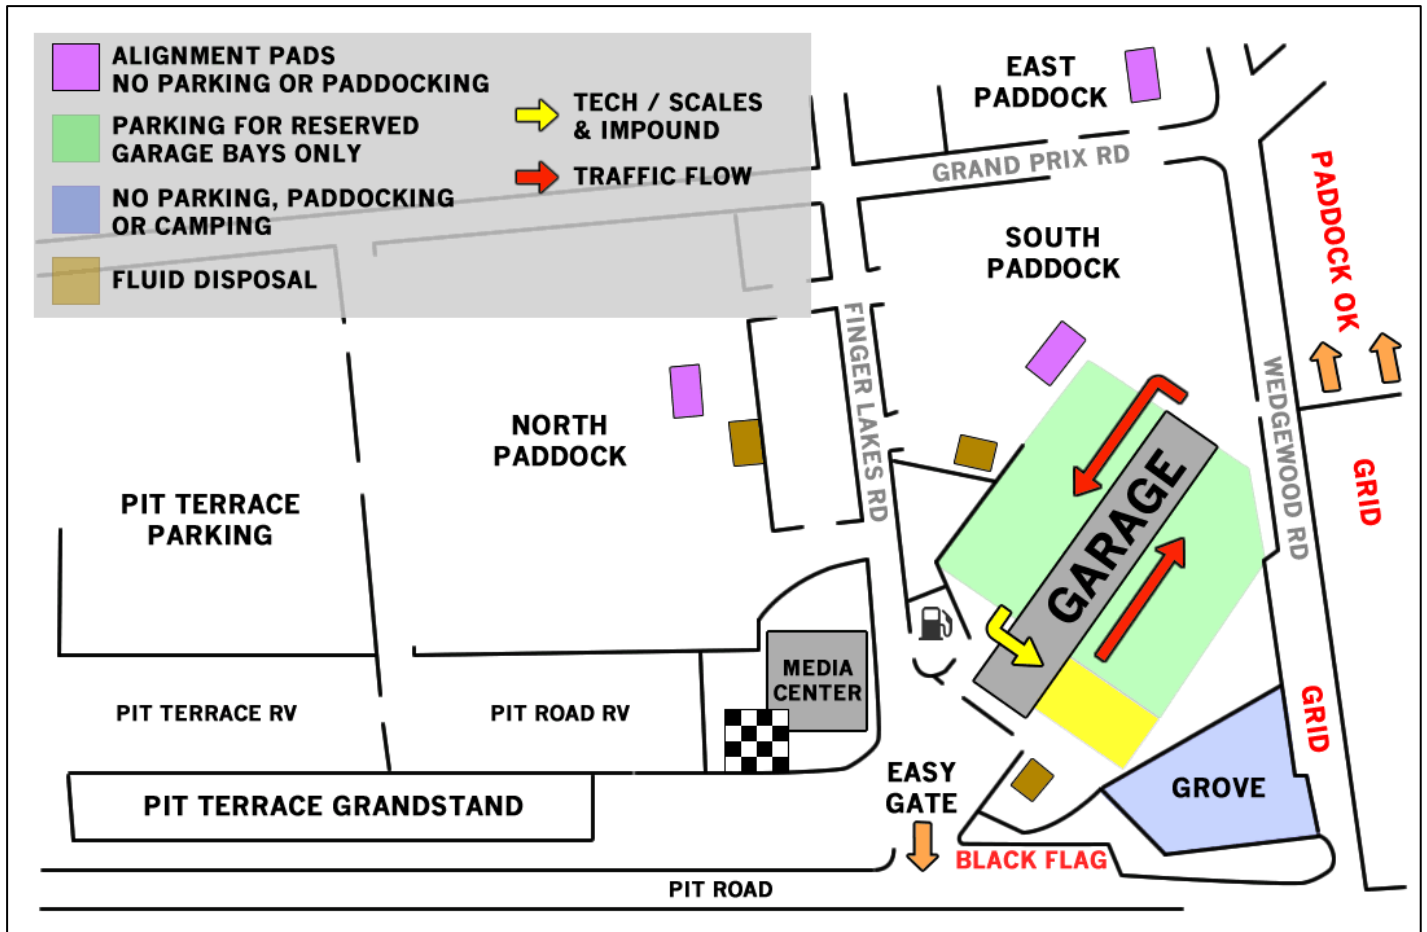 ALIGNMENT PADS
NO PARKING OR PADDOCKING
PARKING FOR RESERVED
GARAGE BAYS ONLY
NO PARKING, PADDOCKING
OR CAMPING
FLUID DISPOSAL
TECH / SCALES
& IMPOUND
TRAFFIC FLOW
EAST
PADDOCK
GRAND PRIX RD
SOUTH
PADDOCK
PADDOCK OK
FINGER LAKES RD
WEDGEWOOD RD
NORTH
PADDOCK
PIT TERRACE
PARKING
GARAGE
GRID
MEDIA
CENTER
PIT TERRACE RV
PIT ROAD RV
GRID
EASY
GATE
GROVE
PIT TERRACE GRANDSTAND
BLACK FLAG
PIT ROAD